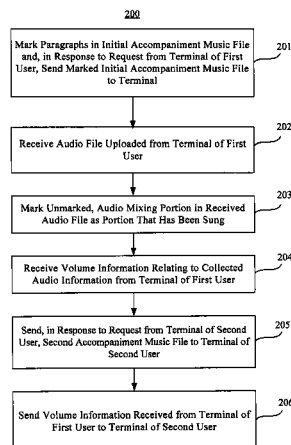 200
Mark Paragraphs in Initial Accompaniment Music File
and, in Response to Request from Terminal of First
User, Send Marked Initial Accompaniment Music File
to Terminal
201
Receive Audio File Uploaded from Terminal of First
User
202
Mark Unmarked, Audio Mixing Portion in Received
Audio File as Portion That Has Been Sung
203
Receive Volume Information Relating to Collected
Audio Information from Terminal of First User
204
Send, in Response to Request from Terminal of Second
User, Second Accompaniment Music File to Terminal of
Second User
205
Send Volume Information Received from Terminal of
First User to Terminal of Second User
206